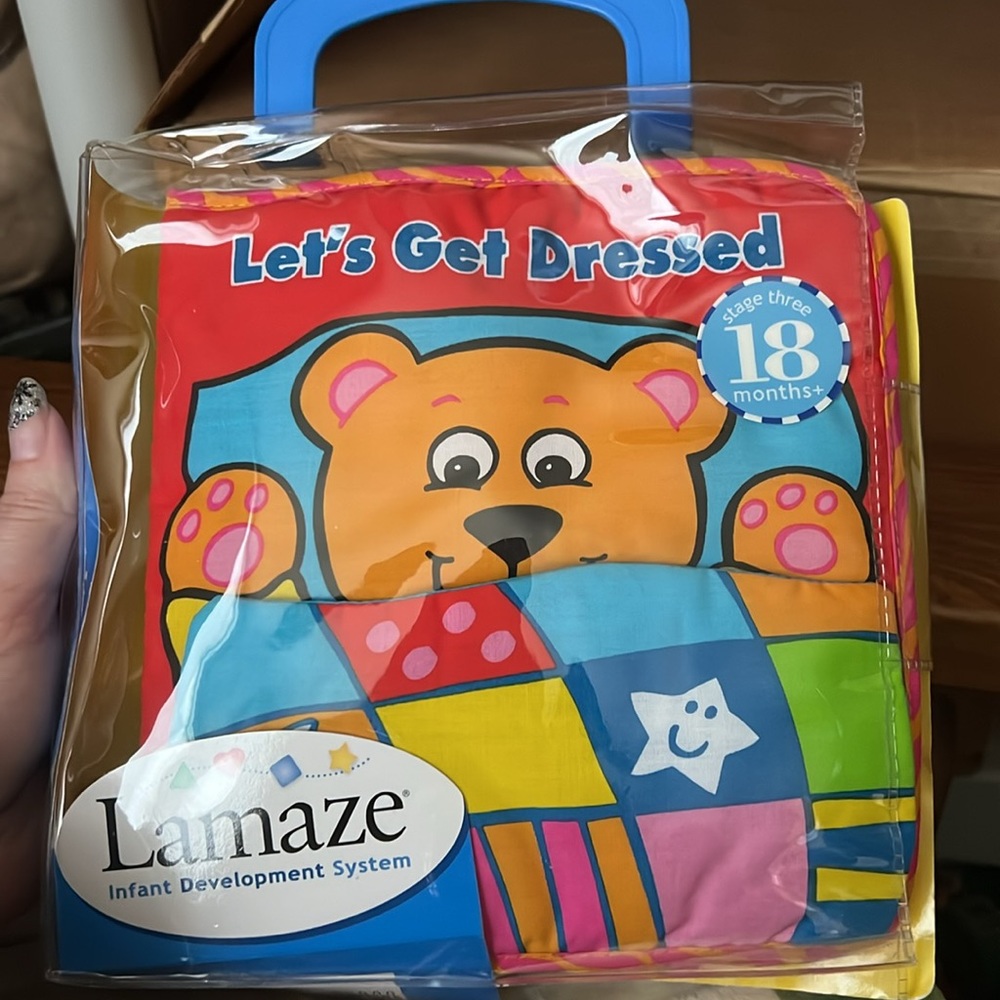 Let's Get Dressed
stage three
18
months+
Lamaze®
Infant Development System